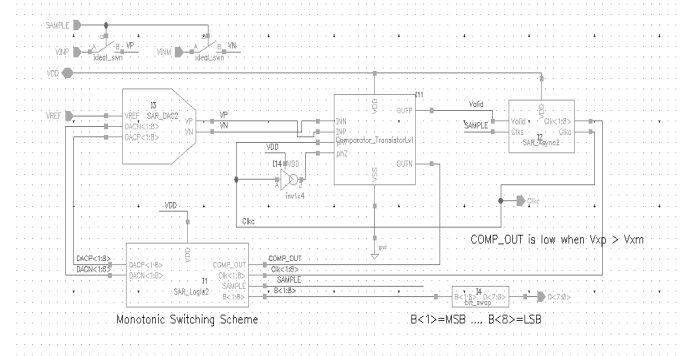 SAMPLE
VINP A B VP
ideal_swn
VINM A B VN
ideal_swn
VDD
I11
VDD
OUTP
Valid
VDD
Valid Clk<1:8>
SAMPLE
Clks Clkc
I2
SAR_Async2
VREF
I3
VREF
SAR_DAC2
DACN<1:8>
DACP<1:8>
VP
VN
VP
VN
INN
INP
Comparator_Transistor_v1
ph2
OUTN
VSS
VDD
I14 VDD
A Z
invix4
Clkc
Clkc
gnd
VDD
COMP_OUT is low when Vxp > Vxm
DACP<1:8>
DACN<1:8>
DACP<1:8>
DACN<1:8>
VDD
I1
SAR_Logic2
COMP_OUT
Clk<1:8>
SAMPLE
B<1:8>
COMP_OUT
Clk<1:8>
SAMPLE
B<1:8>
I4
B<1:8> D<7:0>
bit_swap
D<7:0>
Monotonic Switching Scheme
B<1>=MSB .... B<8>=LSB